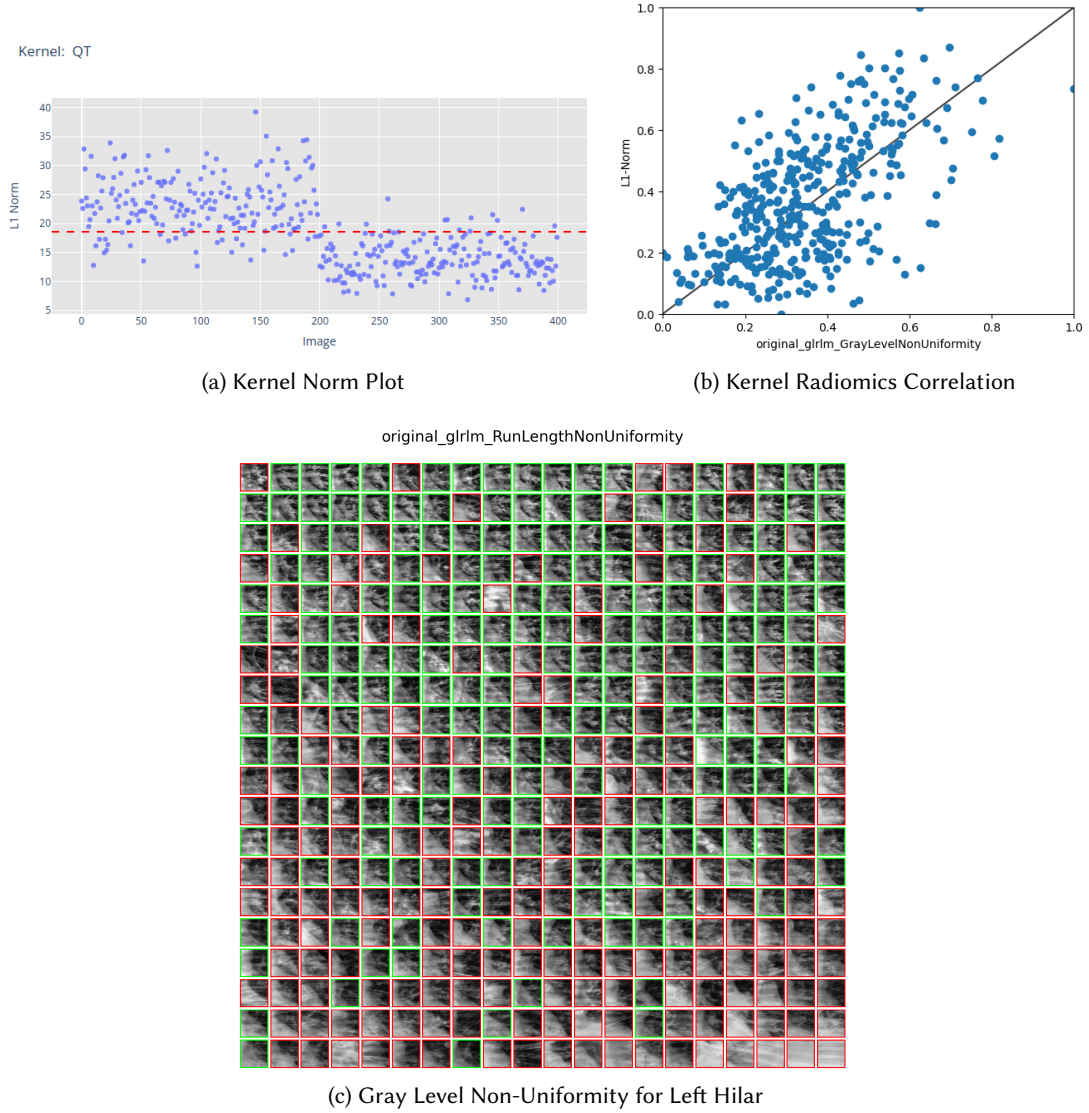 Kernel: QT
40
35
30
25
20
15
10
5
L1 Norm
0 50 100 150 200 250 300 350 400
Image
(a) Kernel Norm Plot
1.0
0.8
0.6
0.4
0.2
0.0
L1-Norm
0.0 0.2 0.4 0.6 0.8 1.0
original_glrlm_GrayLevelNonUniformity
(b) Kernel Radiomics Correlation
original_glrlm_RunLengthNonUniformity
(c) Gray Level Non-Uniformity for Left Hilar